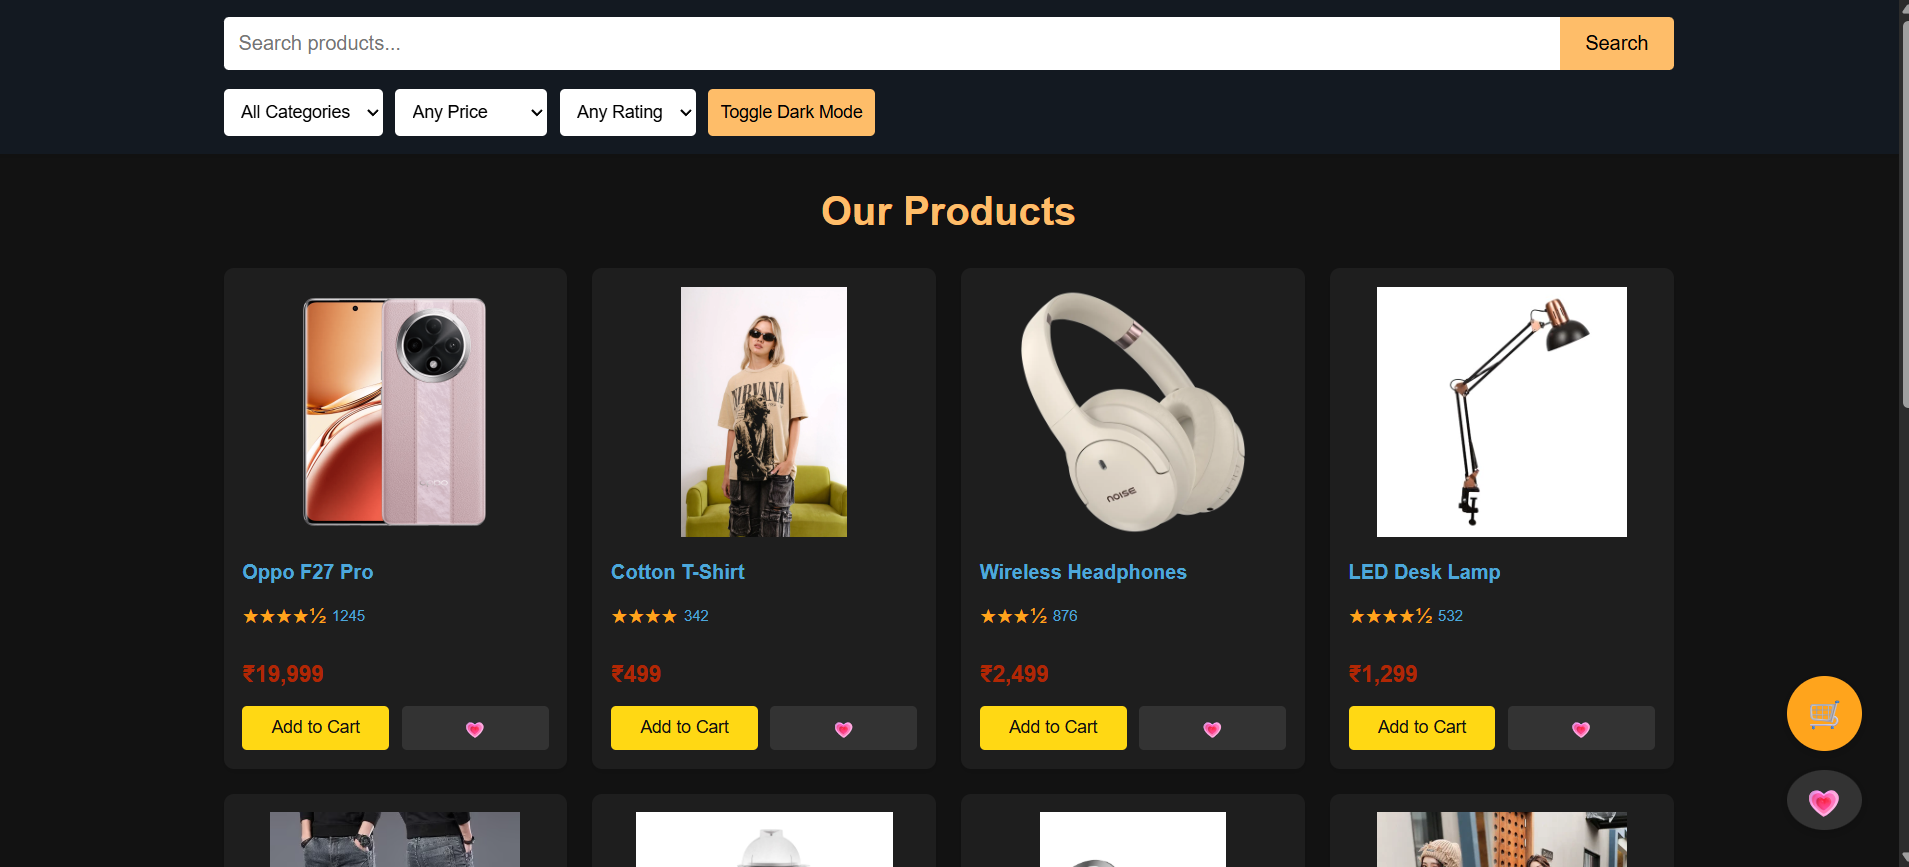 Search products...
Search
All Categories
Any Price
Any Rating
Toggle Dark Mode
Our Products
NIRVANA
NOISE
Oppo F27 Pro
Cotton T-Shirt
Wireless Headphones
LED Desk Lamp
★★★★½ 1245
★★★★ 342
★★★½ 876
★★★★½ 532
₹19,999
₹499
₹2,499
₹1,299
Add to Cart
Add to Cart
Add to Cart
Add to Cart